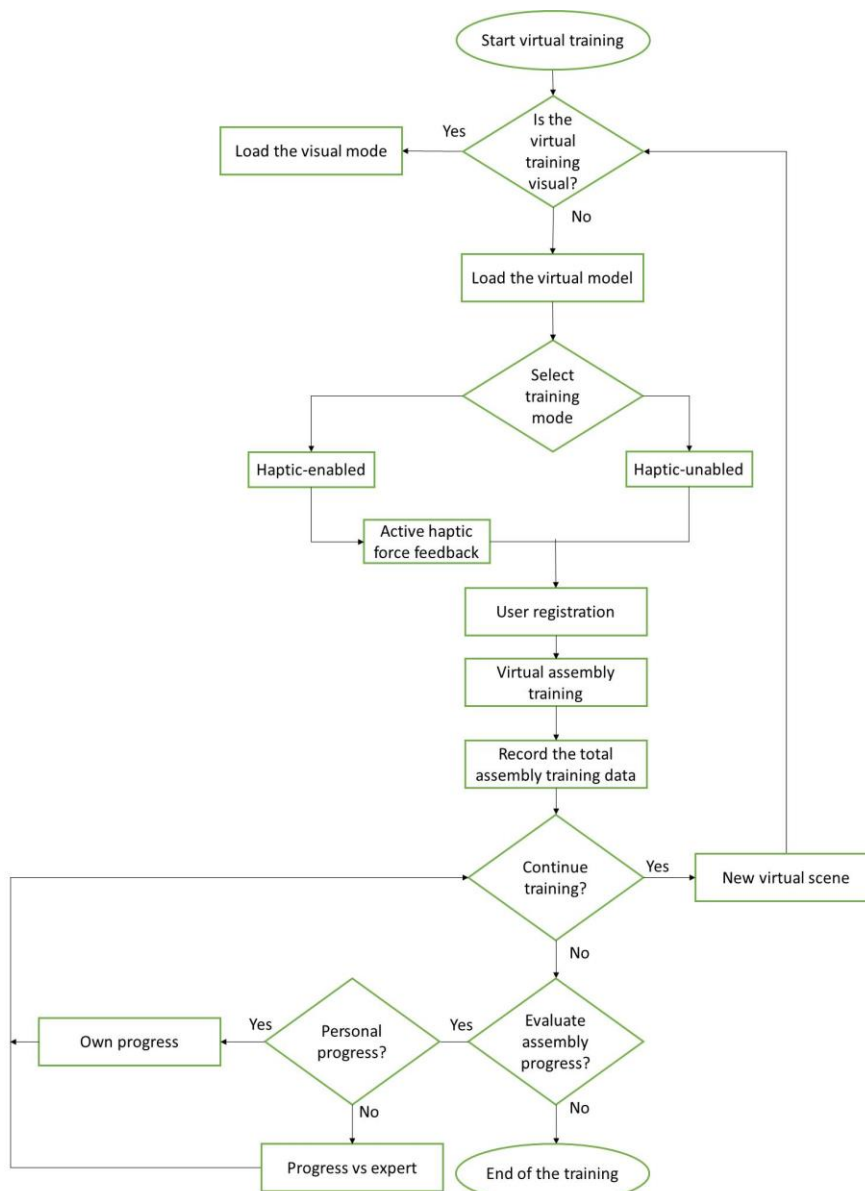 Start virtual training
Is the
virtual
training
visual?
Yes
Load the visual mode
No
Load the virtual model
Select
training
mode
Haptic-enabled
Haptic-unabled
Active haptic
force feedback
User registration
Virtual assembly
training
Record the total
assembly training data
Continue
training?
Yes
New virtual scene
No
Evaluate
assembly
progress?
Yes
Personal
progress?
Yes
Own progress
No
No
Progress vs expert
End of the training